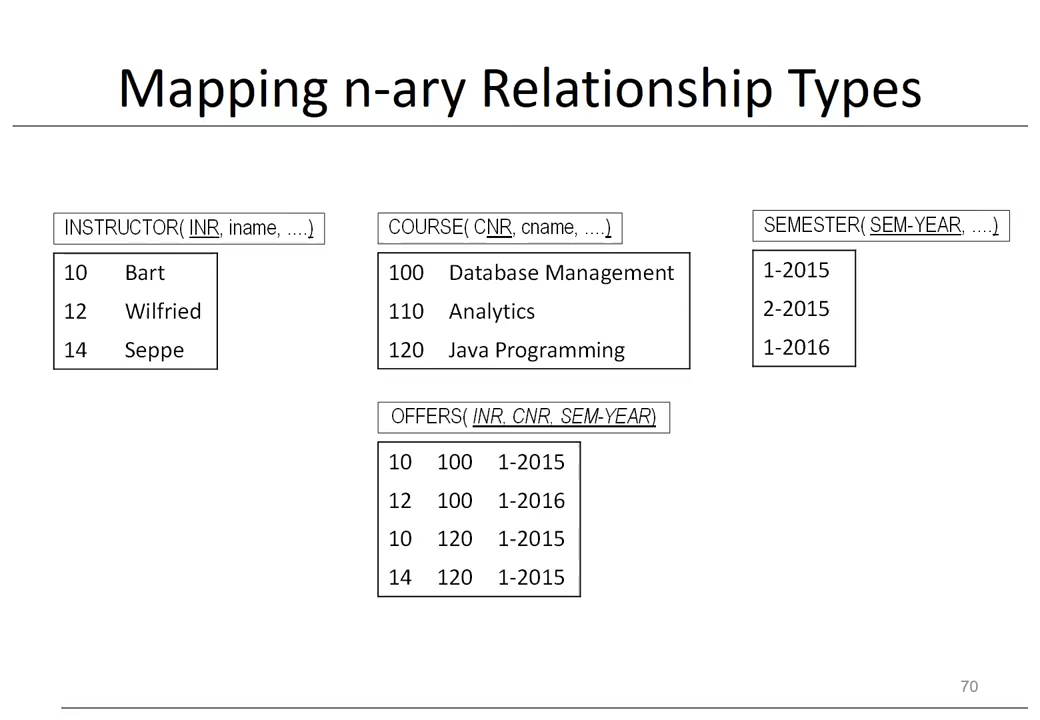 Mapping n-ary Relationship Types
INSTRUCTOR( INR, iname, ....)
10 Bart
12 Wilfried
14 Seppe
COURSE( CNR, cname, ....)
100 Database Management
110 Analytics
120 Java Programming
SEMESTER( SEM-YEAR, ....)
1-2015
2-2015
1-2016
OFFERS( INR, CNR, SEM-YEAR)
10 100 1-2015
12 100 1-2016
10 120 1-2015
14 120 1-2015
70